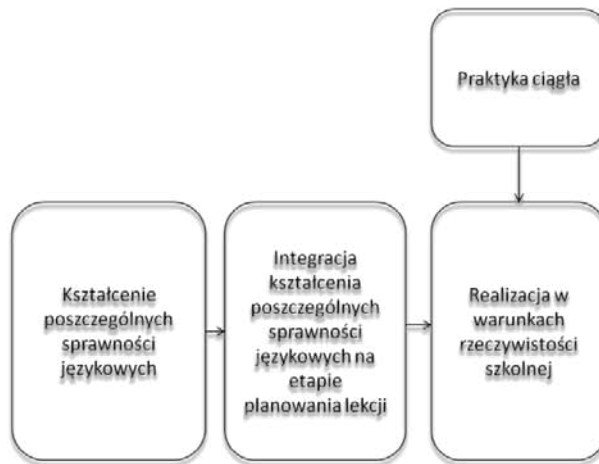 Praktyka ciągła
Kształcenie
poszczególnych
sprawności
językowych
Integracja
kształcenia
poszczególnych
sprawności
językowych na
etapie
planowania lekcji
Realizacja w
warunkach
rzeczywistości
szkolnej